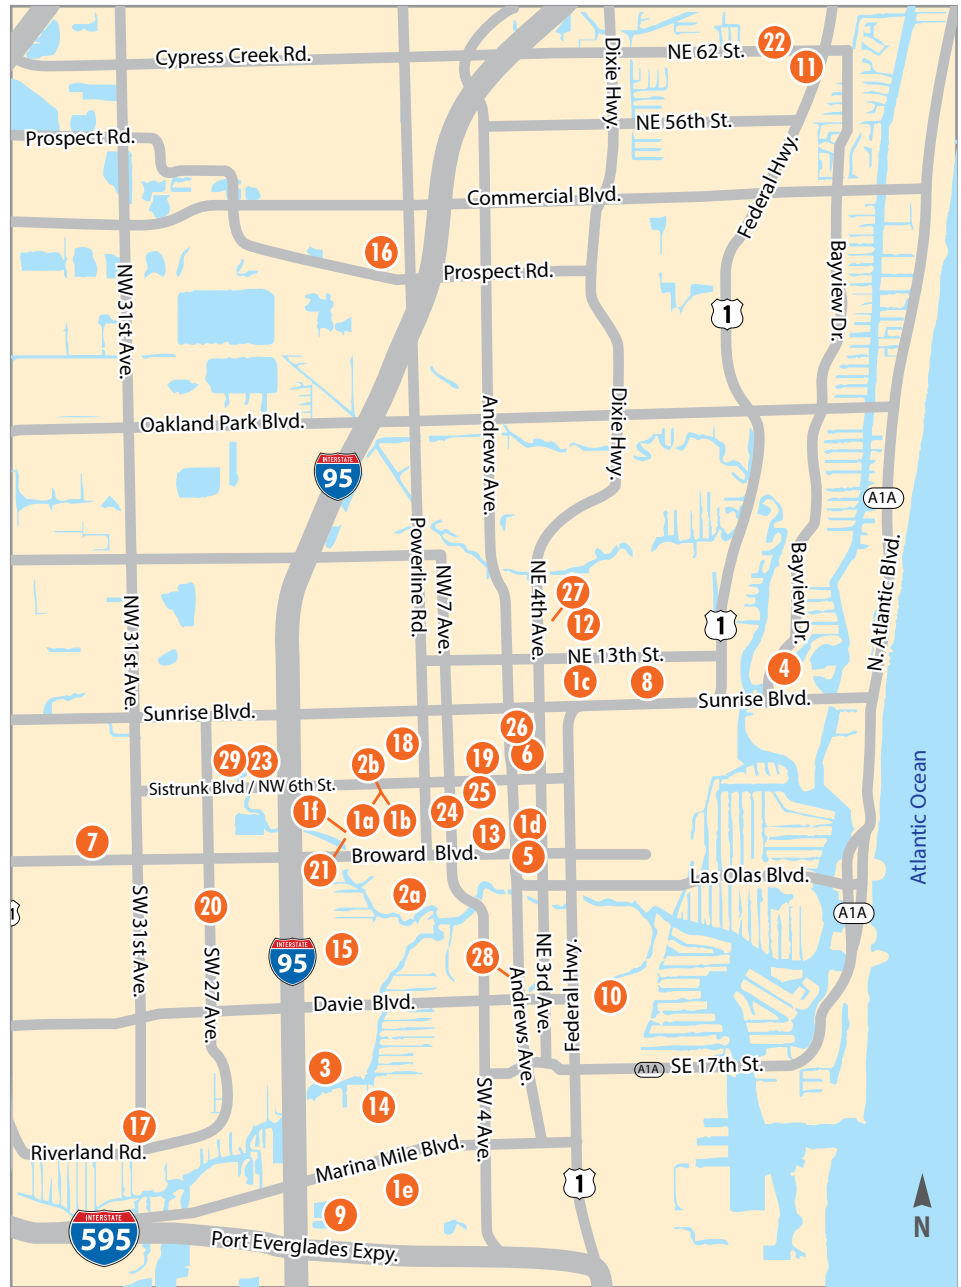 Cypress Creek Rd.
NE 62 St.
22
11
Dixie Hwy.
NE 56th St.
Prospect Rd.
Federal Hwy.
Commercial Blvd.
16
Prospect Rd.
NW 31st Ave.
Bayview Dr.
1
Andrews Ave.
Dixie Hwy.
Oakland Park Blvd.
INTERSTATE
95
A1A
Powerline Rd.
NW 7 Ave.
NE 4th Ave.
Bayview Dr.
N. Atlantic Blvd.
NW 31st Ave.
27
12
1
NE 13th St.
1c
8
4
Sunrise Blvd.
Sunrise Blvd.
26
6
18
19
29
23
2b
Sistrunk Blvd / NW 6th St.
25
1f
1a
1b
24
13
1d
7
Broward Blvd.
5
21
Atlantic Ocean
Las Olas Blvd.
2a
20
1
A1A
SW 31st Ave.
SW 27 Ave.
INTERSTATE
95
15
28
Andrews Ave.
NE 3rd Ave.
Federal Hwy.
Davie Blvd.
10
3
A1A
SE 17th St.
14
SW 4 Ave.
17
Riverland Rd.
Marina Mile Blvd.
1e
1
9
INTERSTATE
595
Port Everglades Expy.
N